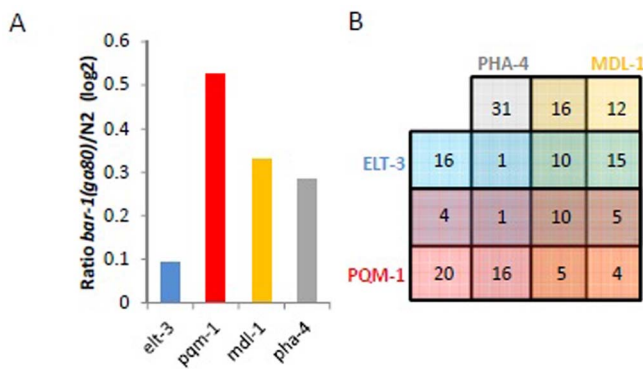 A
Ratio bar-1(ga80)/N2 (log2)
0.6
0.5
0.4
0.3
0.2
0.1
0
elt-3
pqm-1
mdl-1
pha-4
B
PHA-4 MDL-1
31 16 12
ELT-3 16 1 10 15
4 1 10 5
PQM-1 20 16 5 4